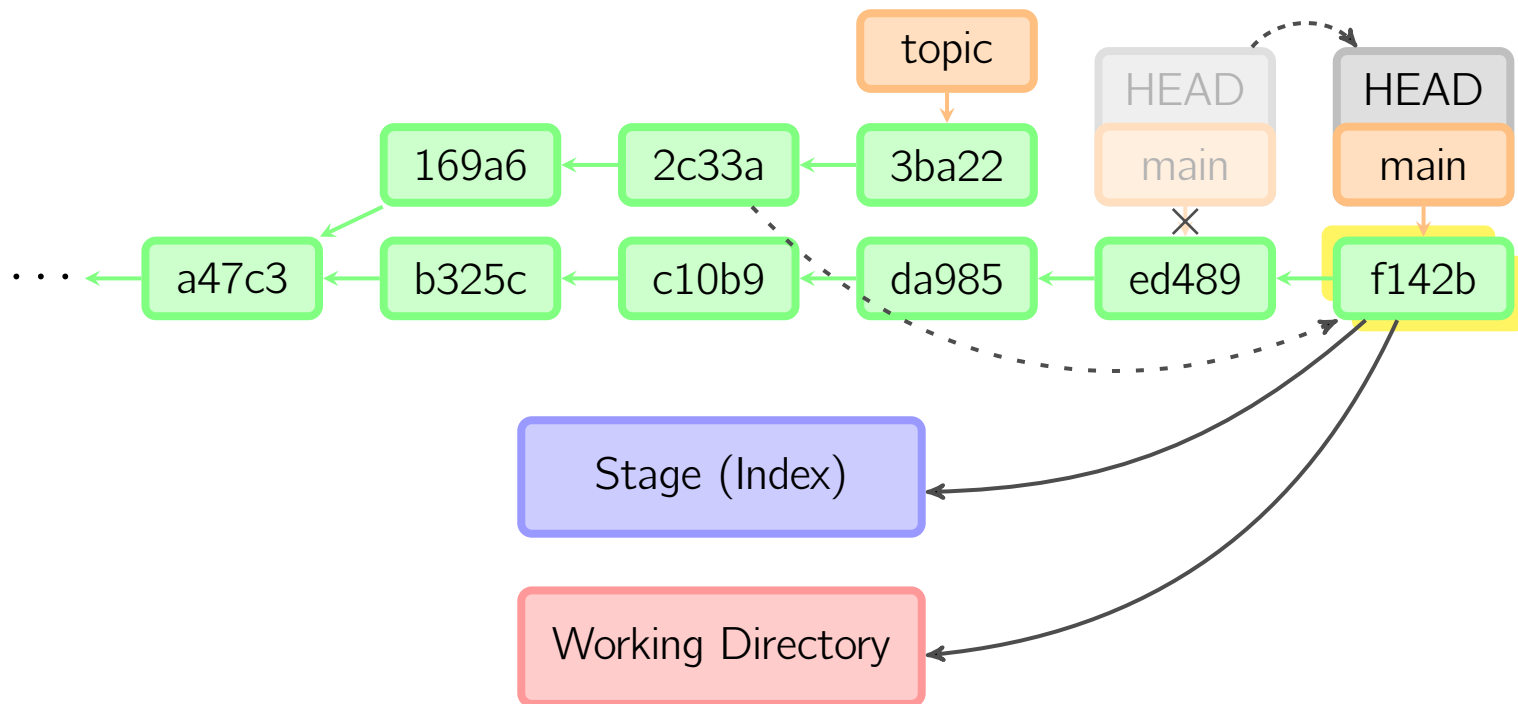 topic
HEAD
HEAD
169a6
2c33a
3ba22
main
main
...
a47c3
b325c
c10b9
da985
ed489
f142b
Stage (Index)
Working Directory